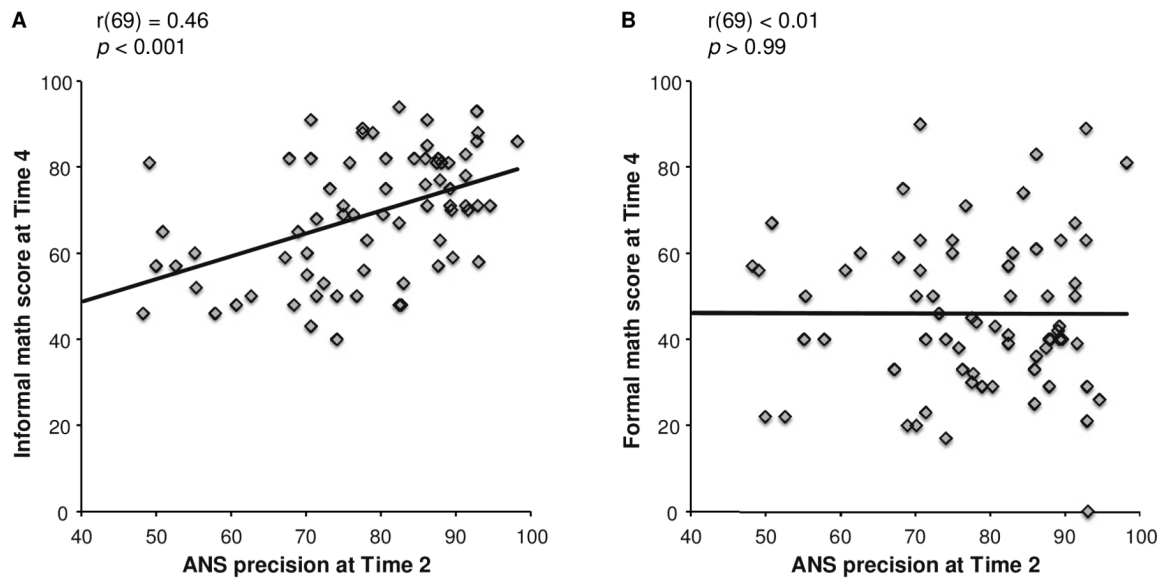 A
r(69) = 0.46
p < 0.001
Informal math score at Time 4
100
80
60
40
20
0
40 50 60 70 80 90 100
ANS precision at Time 2
B
r(69) < 0.01
p > 0.99
Formal math score at Time 4
100
80
60
40
20
0
40 50 60 70 80 90 100
ANS precision at Time 2